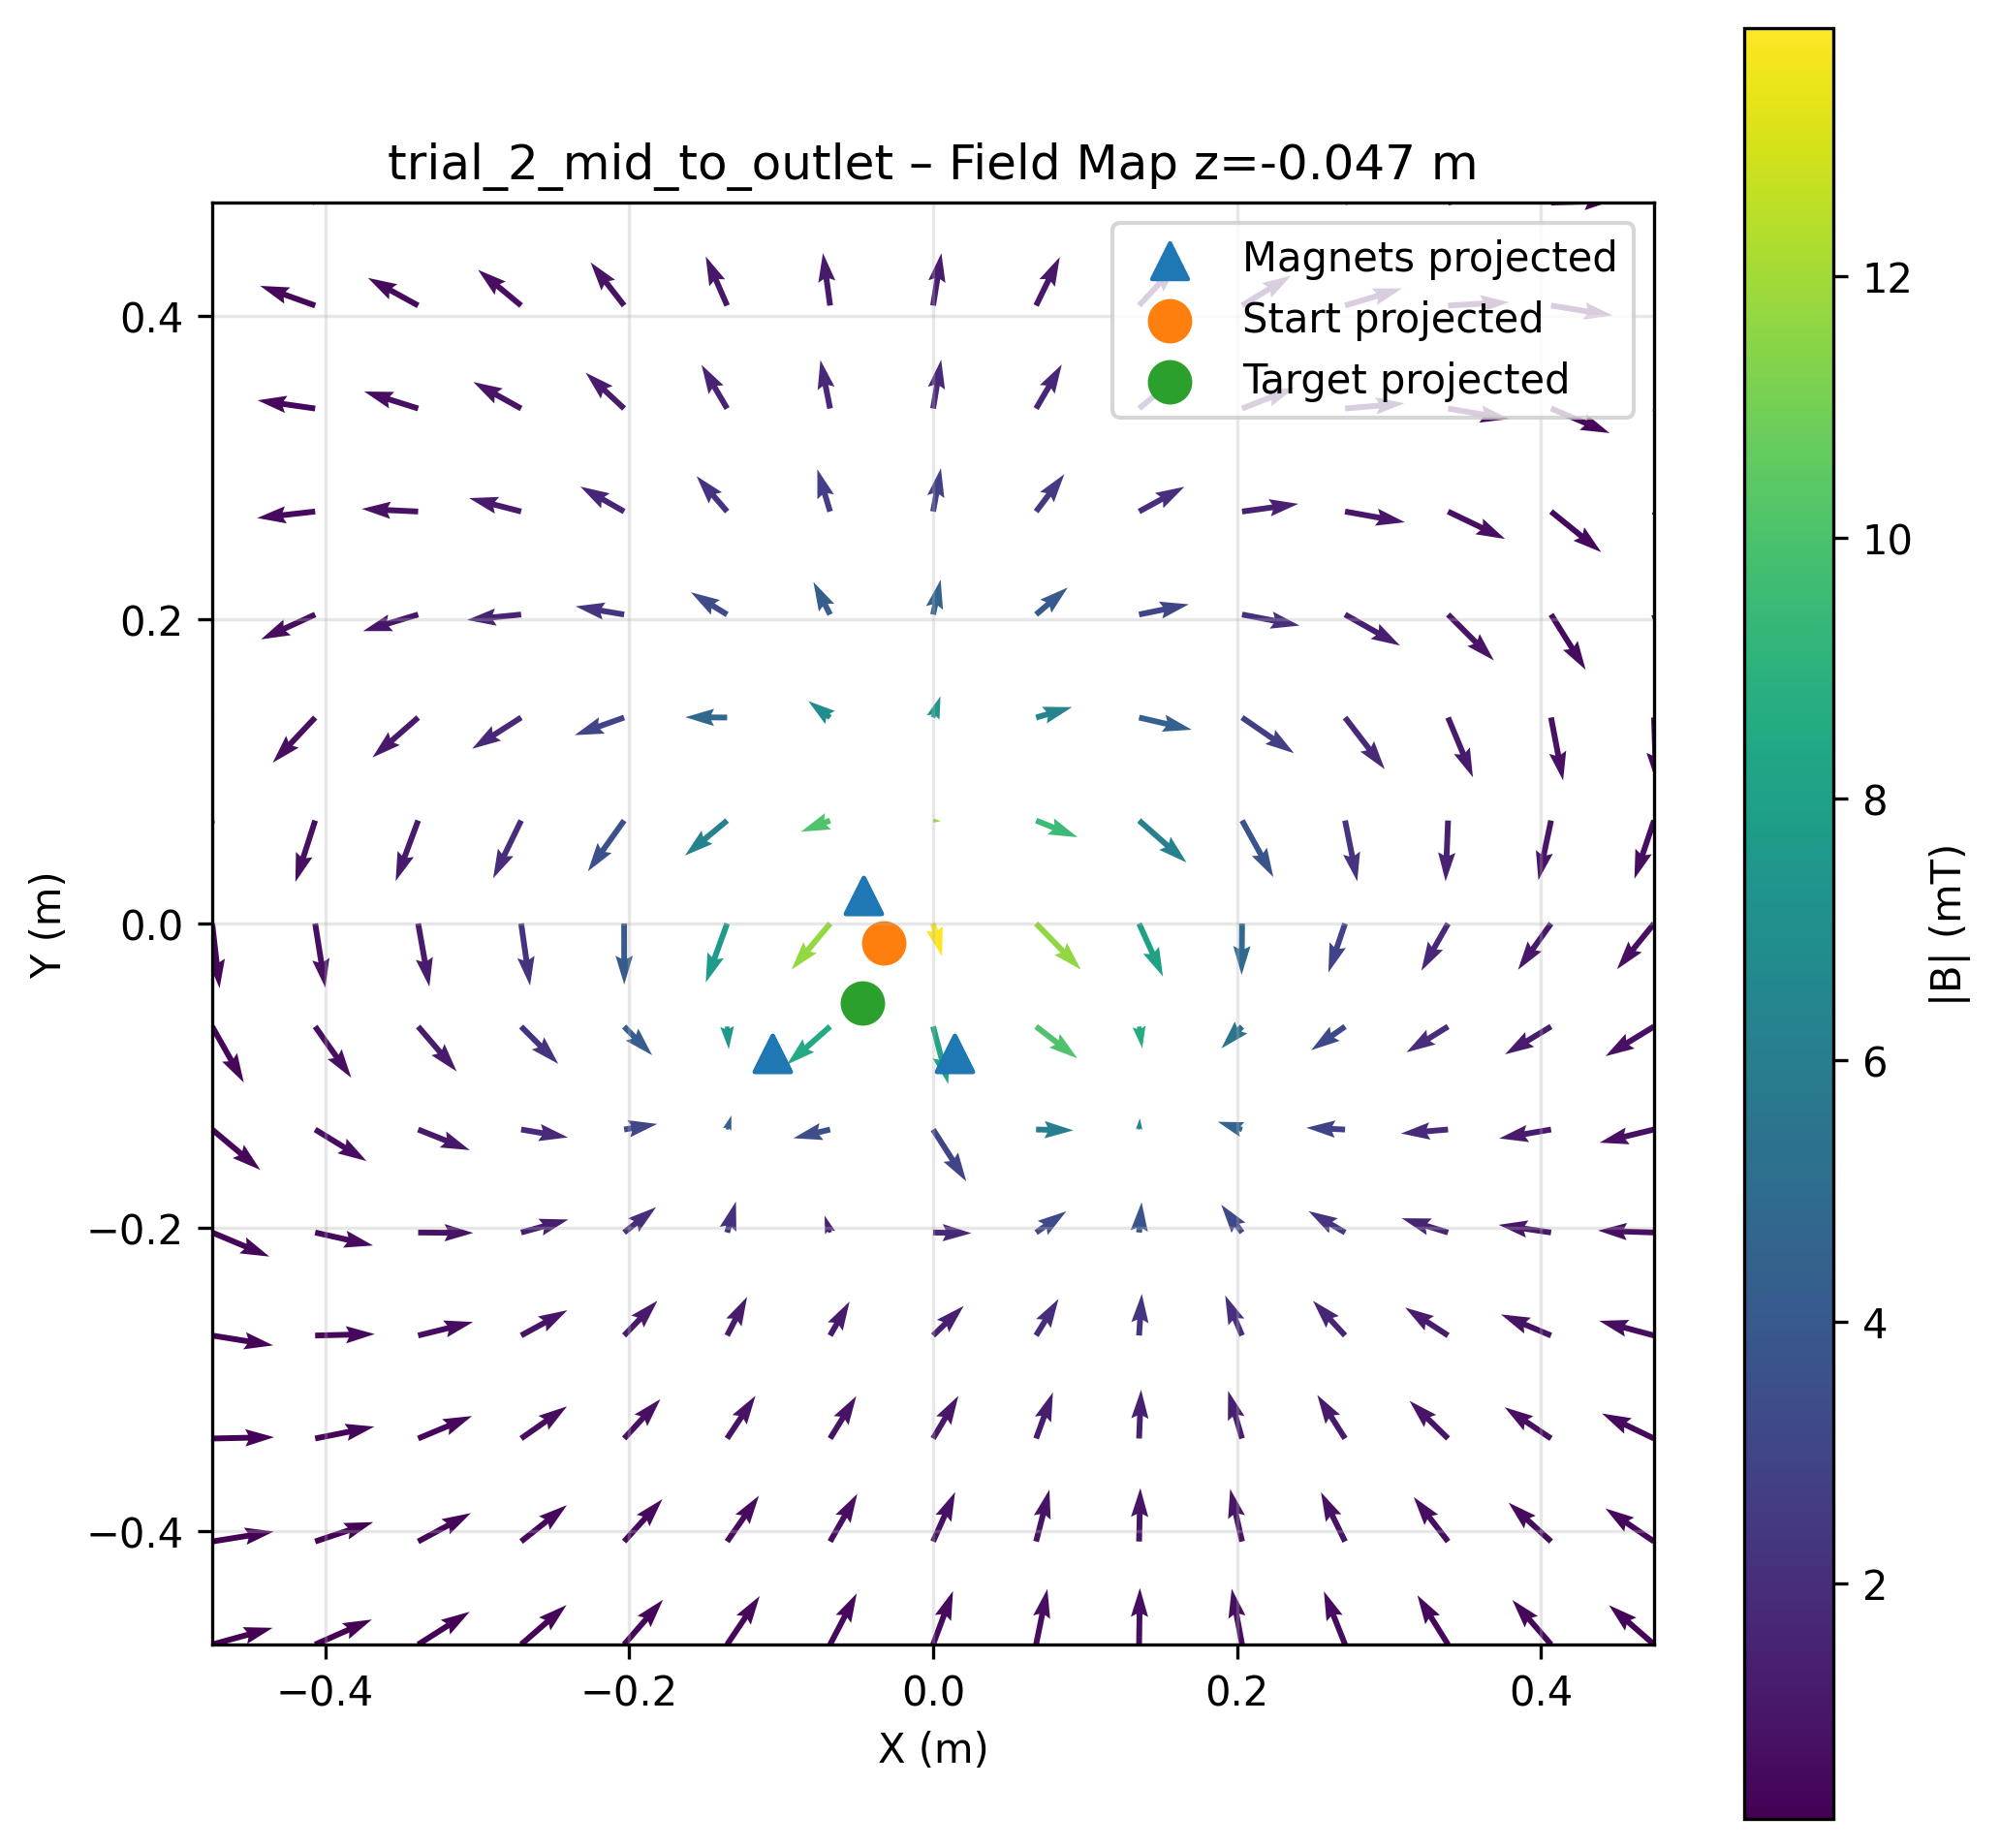 trial_2_mid_to_outlet – Field Map z=-0.047 m
Magnets projected
Start projected
Target projected
0.4
0.2
0.0
−0.2
−0.4
Y (m)
−0.4
−0.2
0.0
0.2
0.4
X (m)
12
10
8
6
4
2
|B| (mT)